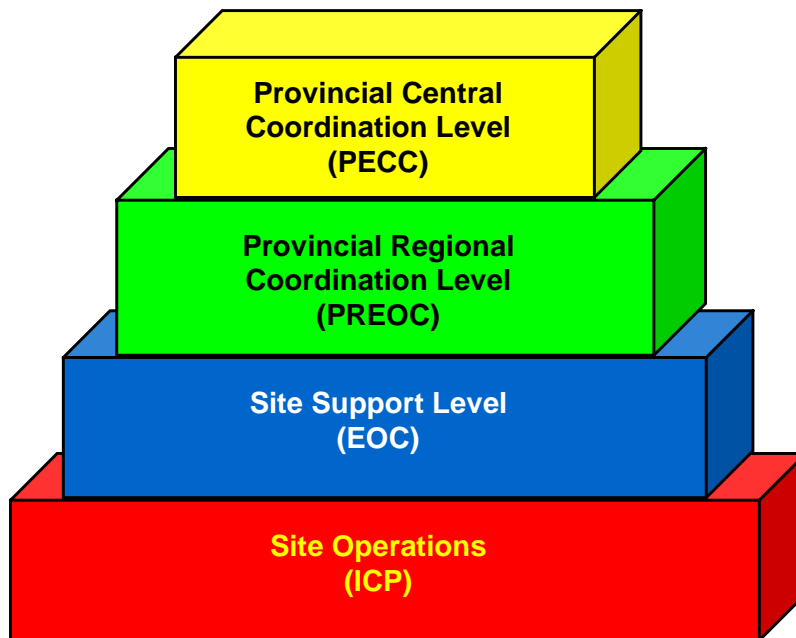 Provincial Central
Coordination Level
(PECC)
Provincial Regional
Coordination Level
(PREOC)
Site Support Level
(EOC)
Site Operations
(ICP)